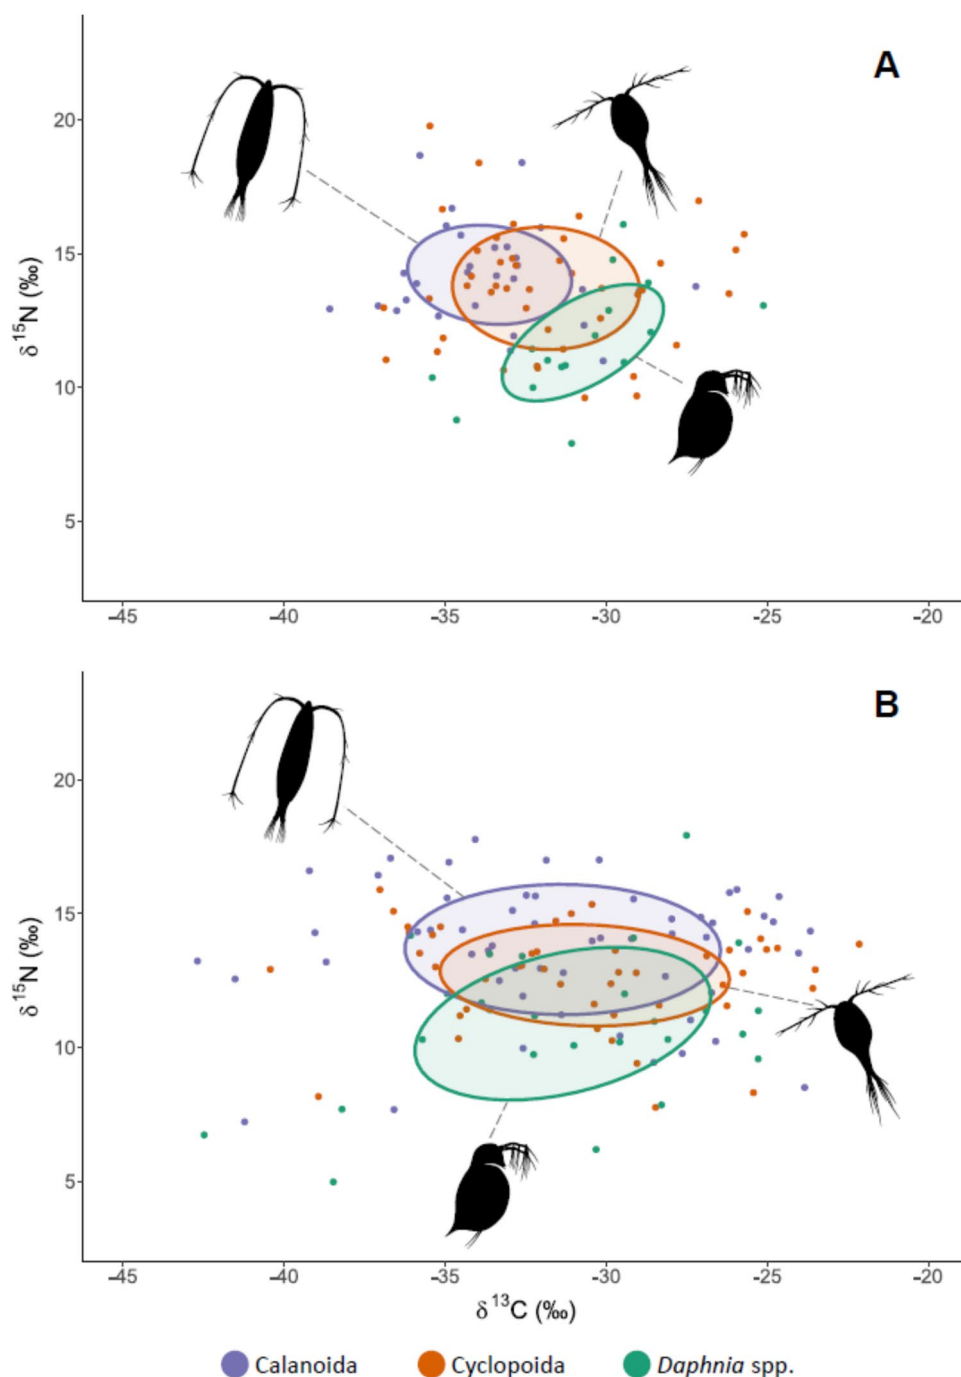 A
20
15
10
5
δ ¹⁵N (‰)
−45 −40 −35 −30 −25 −20
B
20
15
10
5
δ ¹⁵N (‰)
−45 −40 −35 −30 −25 −20
δ ¹³C (‰)
Calanoida Cyclopoida Daphnia spp.